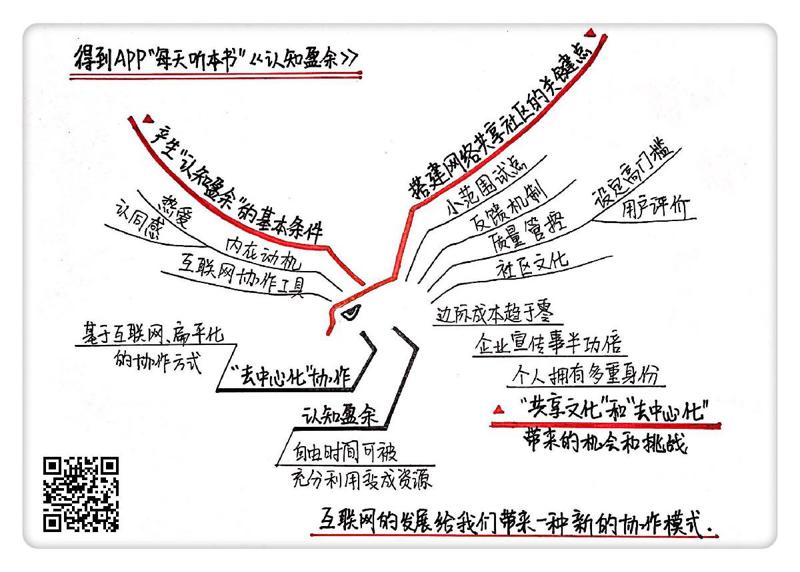 得到APP"每天听本书"《认知盈余》
产生"认知盈余"的基本条件
热爱
认同感
内在动机
互联网协作工具
搭建网络共享社区的关键点
小范围试点
反馈机制
质量管控
设定高门槛
用户评价
社区文化
基于互联网、扁平化
的协作方式
"去中心化"协作
认知盈余
自由时间可被
充分利用变成资源
边际成本趋于零
企业宣传事半功倍
个人拥有多重身份
"共享文化"和"去中心化"
带来的机会和挑战
互联网的发展给我们带来一种新的协作模式.